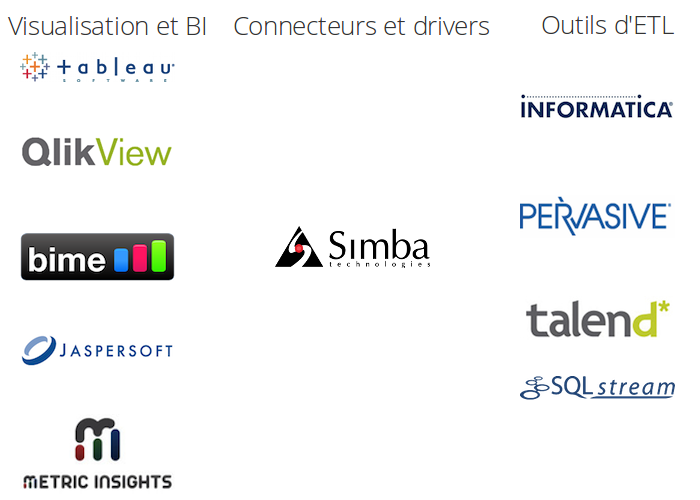 Visualisation et BI
tableau
SOFTWARE
QlikView
bime
JASPERSOFT
METRIC INSIGHTS
Connecteurs et drivers
Simba
technologies
Outils d'ETL
INFORMATICA
PERVASIVE
talend*
SQLstream